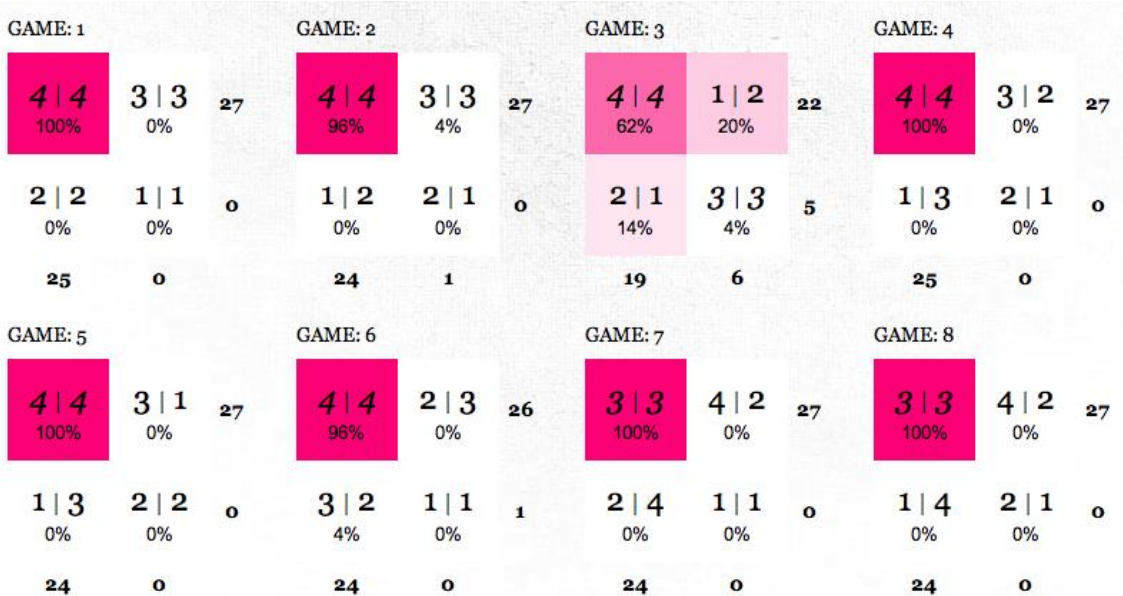 GAME: 1 GAME: 2 GAME: 3 GAME: 4
4 | 4 3 | 3 27 4 | 4 3 | 3 27 4 | 4 1 | 2 22 4 | 4 3 | 2 27
100% 0% 96% 4% 62% 20% 100% 0%
2 | 2 1 | 1 0 1 | 2 2 | 1 0 2 | 1 3 | 3 5 1 | 3 2 | 1 0
0% 0% 0% 0% 14% 4% 0% 0%
25 0 24 1 19 6 25 0
GAME: 5 GAME: 6 GAME: 7 GAME: 8
4 | 4 3 | 1 27 4 | 4 2 | 3 26 3 | 3 4 | 2 27 3 | 3 4 | 2 27
100% 0% 96% 0% 100% 0% 100% 0%
1 | 3 2 | 2 0 3 | 2 1 | 1 1 2 | 4 1 | 1 0 1 | 4 2 | 1 0
0% 0% 4% 0% 0% 0% 0% 0%
24 0 24 0 24 0 24 0